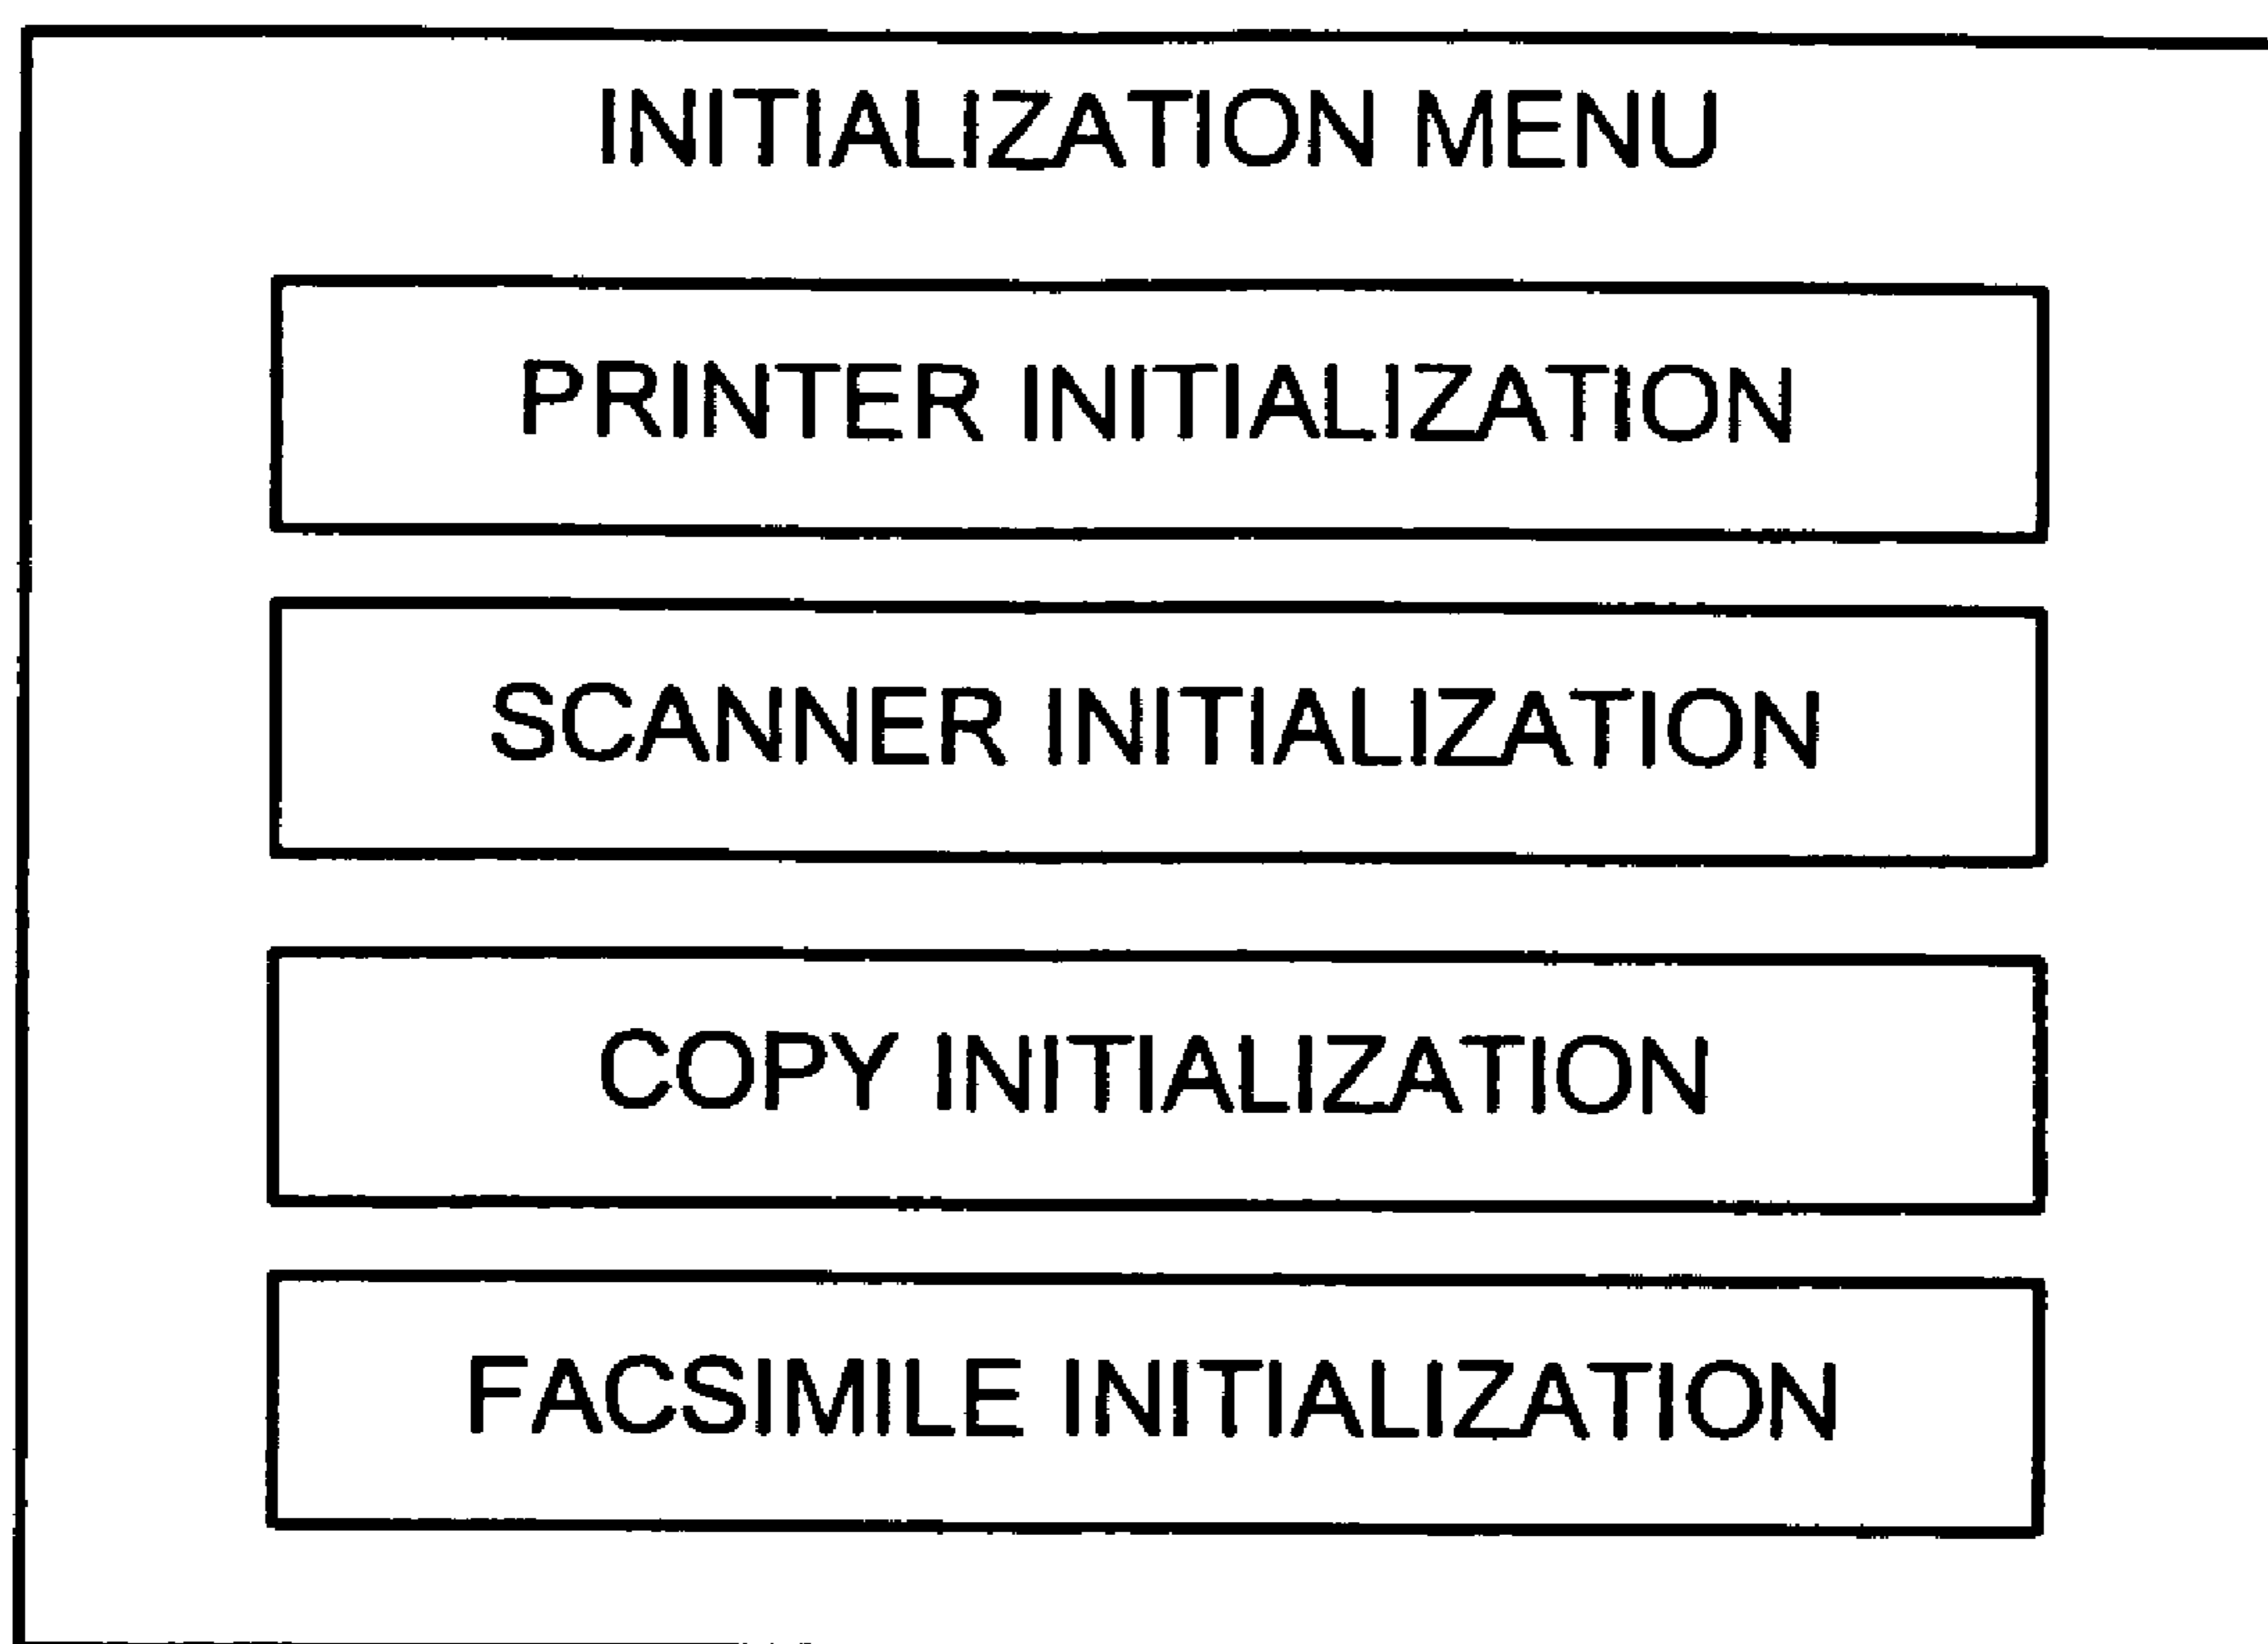 INITIALIZATION MENU
PRINTER INITIALIZATION
SCANNER INITIALIZATION
COPY INITIALIZATION
FACSIMILE INITIALIZATION